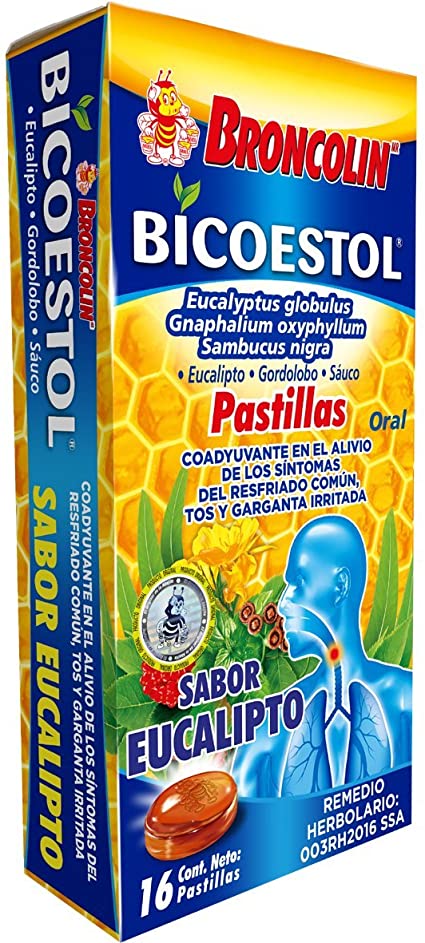 BRONCOLIN MR
BICOESTOL®
Eucalyptus globulus
Gnaphalium oxyphyllum
Sambucus nigra
• Eucalipto • Gordolobo • Sáuco
Pastillas Oral
COADYUVANTE EN EL ALIVIO
DE LOS SÍNTOMAS
DEL RESFRIADO COMÚN,
TOS Y GARGANTA IRRITADA
SABOR
EUCALIPTO
REMEDIO
HERBOLARIO:
003RH2016 SSA
16 Cont. Neto:
Pastillas
BRONCOLIN
BICOESTOL®
• Eucalipto • Gordolobo • Sáuco
SABOR EUCALIPTO
COADYUVANTE EN EL ALIVIO DE LOS SÍNTOMAS DEL
RESFRIADO COMÚN, TOS Y GARGANTA IRRITADA